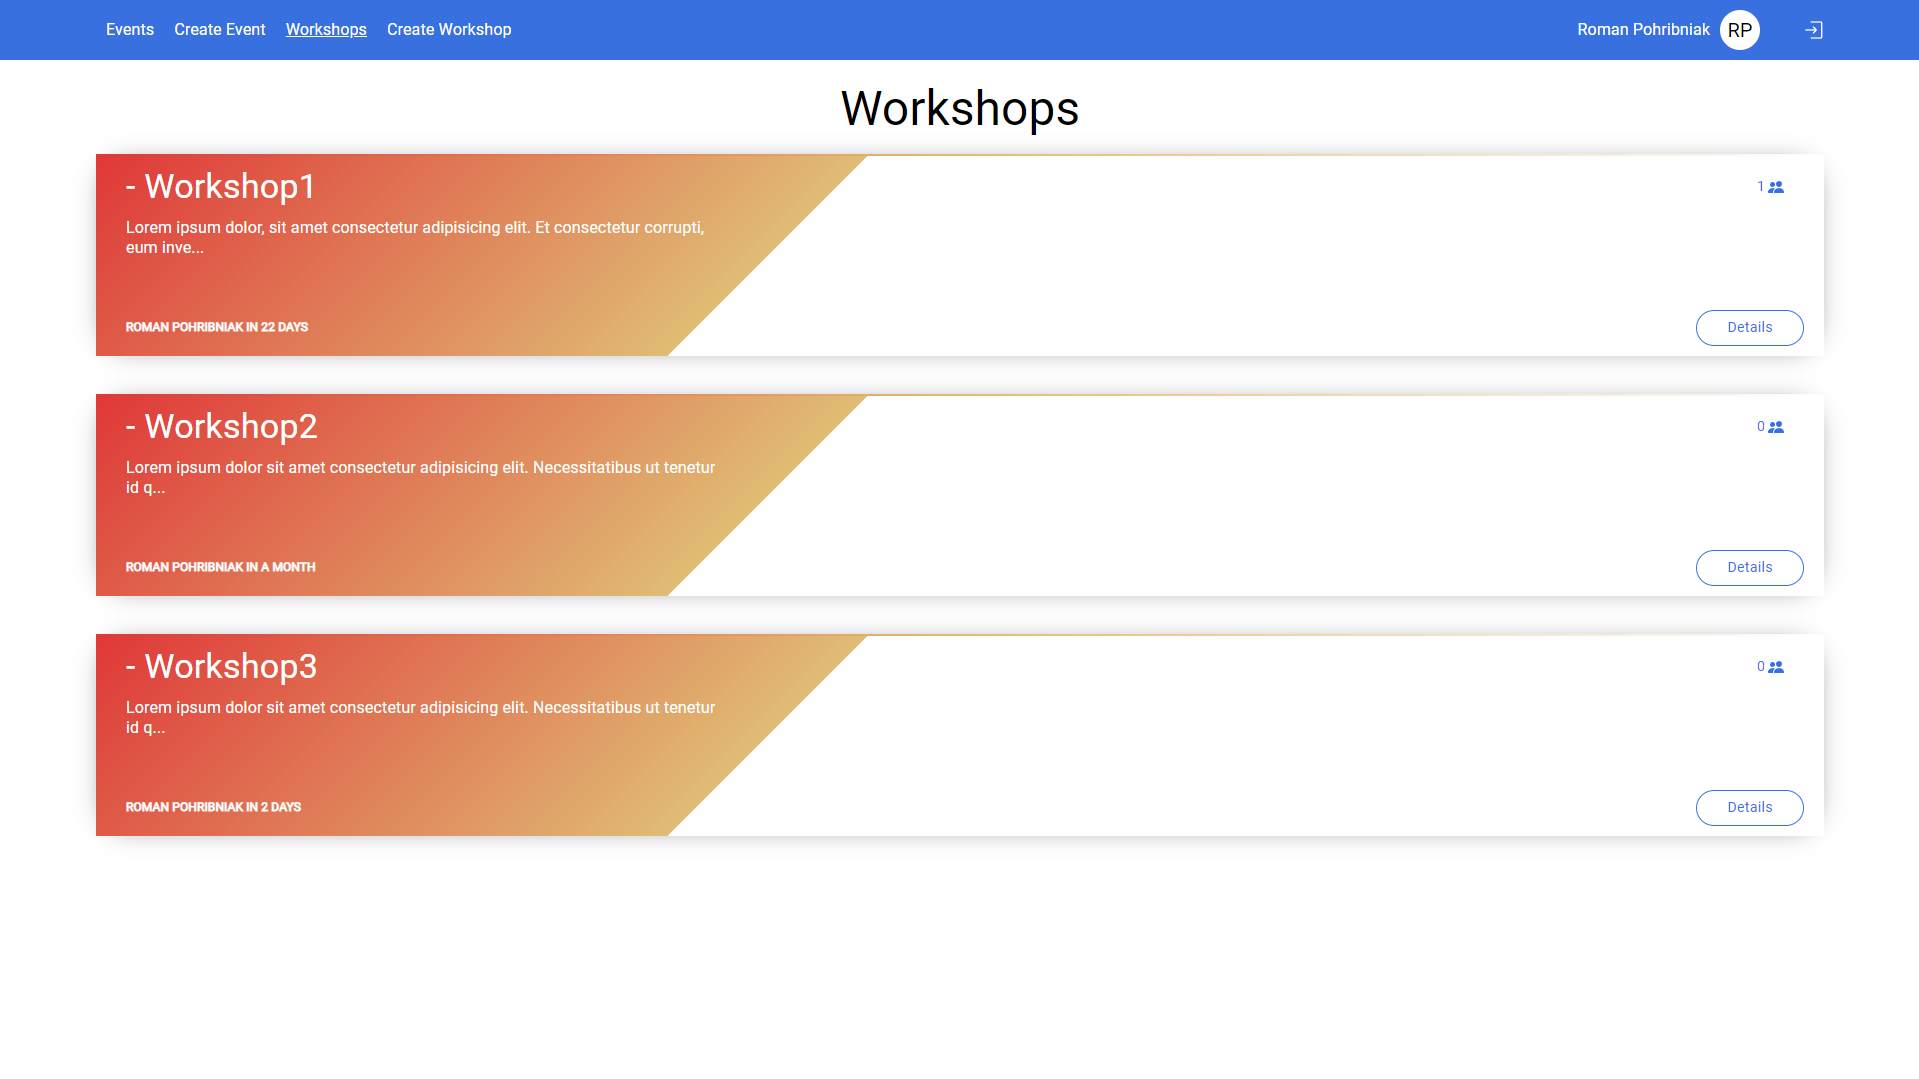 Events Create Event Workshops Create Workshop Roman Pohribniak RP
Workshops
- Workshop1
1
Lorem ipsum dolor, sit amet consectetur adipisicing elit. Et consectetur corrupti,
eum inve...
ROMAN POHRIBNIAK IN 22 DAYS
Details
- Workshop2
0
Lorem ipsum dolor sit amet consectetur adipisicing elit. Necessitatibus ut tenetur
id q...
ROMAN POHRIBNIAK IN A MONTH
Details
- Workshop3
0
Lorem ipsum dolor sit amet consectetur adipisicing elit. Necessitatibus ut tenetur
id q...
ROMAN POHRIBNIAK IN 2 DAYS
Details